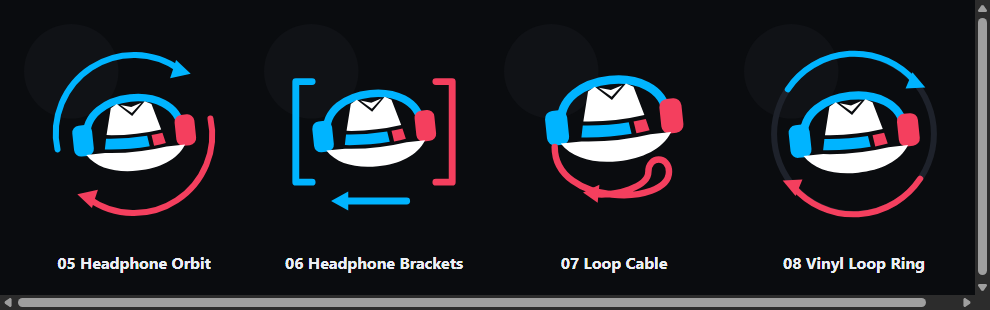 05 Headphone Orbit
06 Headphone Brackets
07 Loop Cable
08 Vinyl Loop Ring